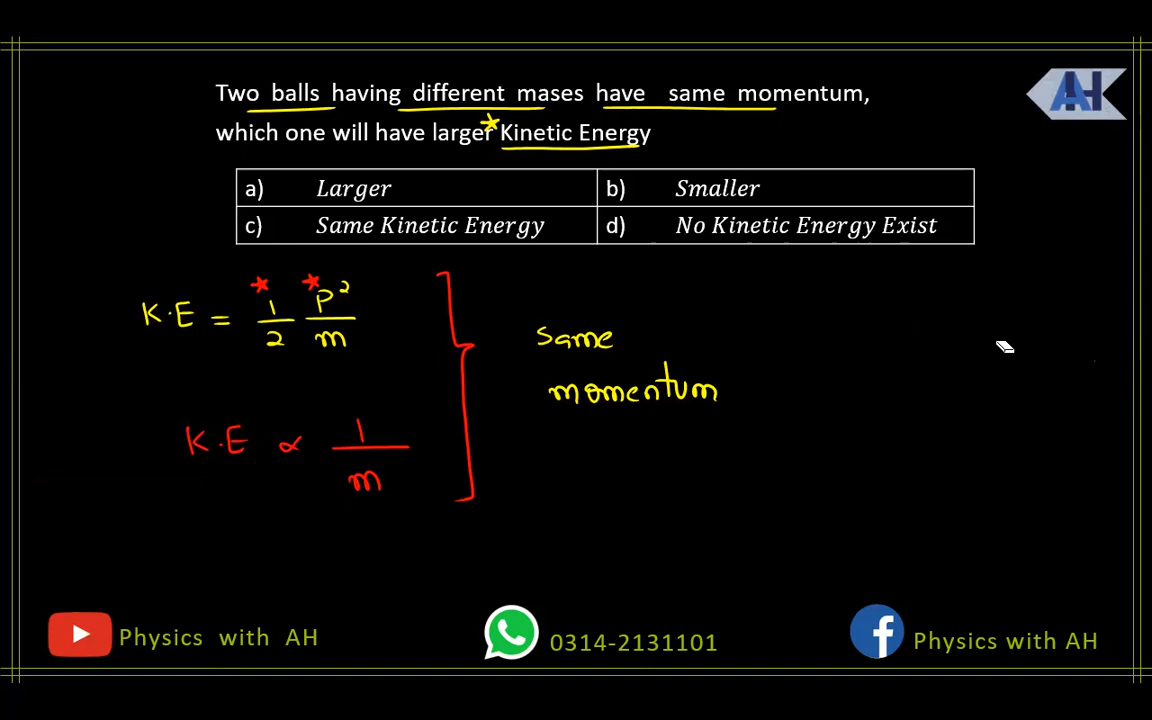 AH
Two balls having different mases have same momentum,
which one will have larger Kinetic Energy
a) Larger b) Smaller
c) Same Kinetic Energy d) No Kinetic Energy Exist
K.E = 1/2 P²/m
same
momentum
K.E ∝ 1/m
Physics with AH 0314-2131101 Physics with AH